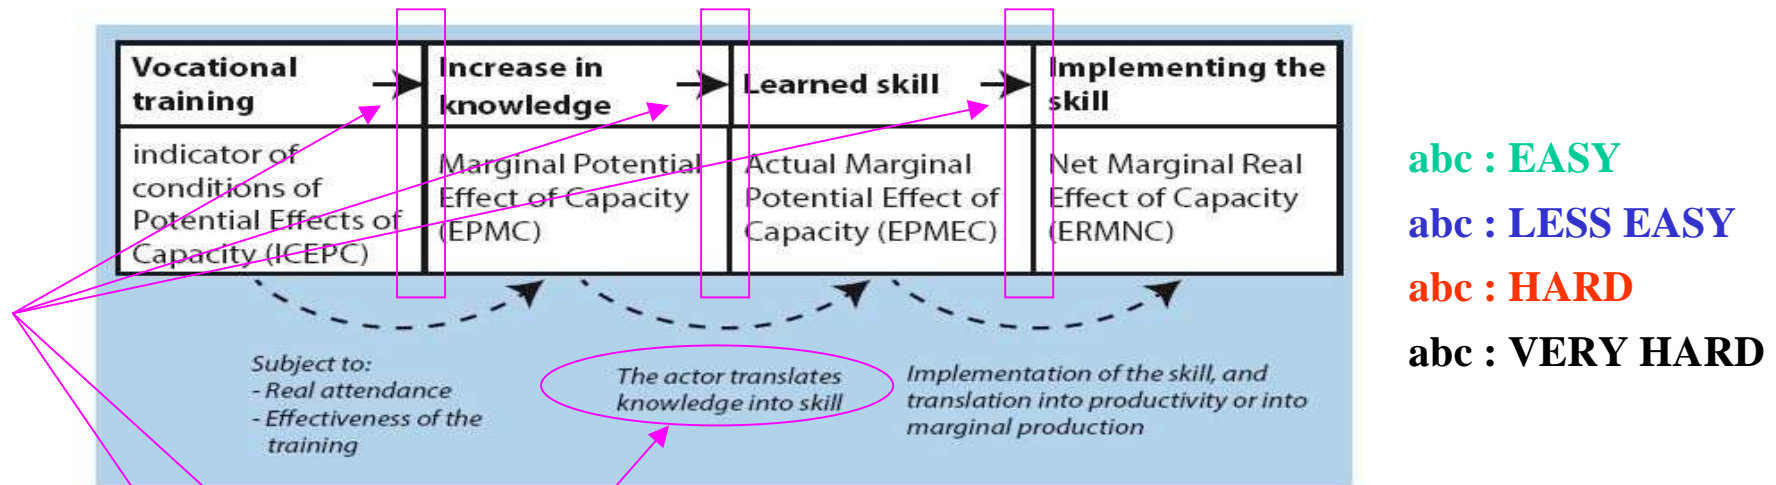 Vocational
training
Increase in
knowledge
Learned skill
Implementing the
skill
indicator of
conditions of
Potential Effects of
Capacity (ICEPC)
Marginal Potential
Effect of Capacity
(EPMC)
Actual Marginal
Potential Effect of
Capacity (EPMEC)
Net Marginal Real
Effect of Capacity
(ERMNC)
Subject to:
- Real attendance
- Effectiveness of the
training
The actor translates
knowledge into skill
Implementation of the skill, and
translation into productivity or into
marginal production
abc : EASY
abc : LESS EASY
abc : HARD
abc : VERY HARD